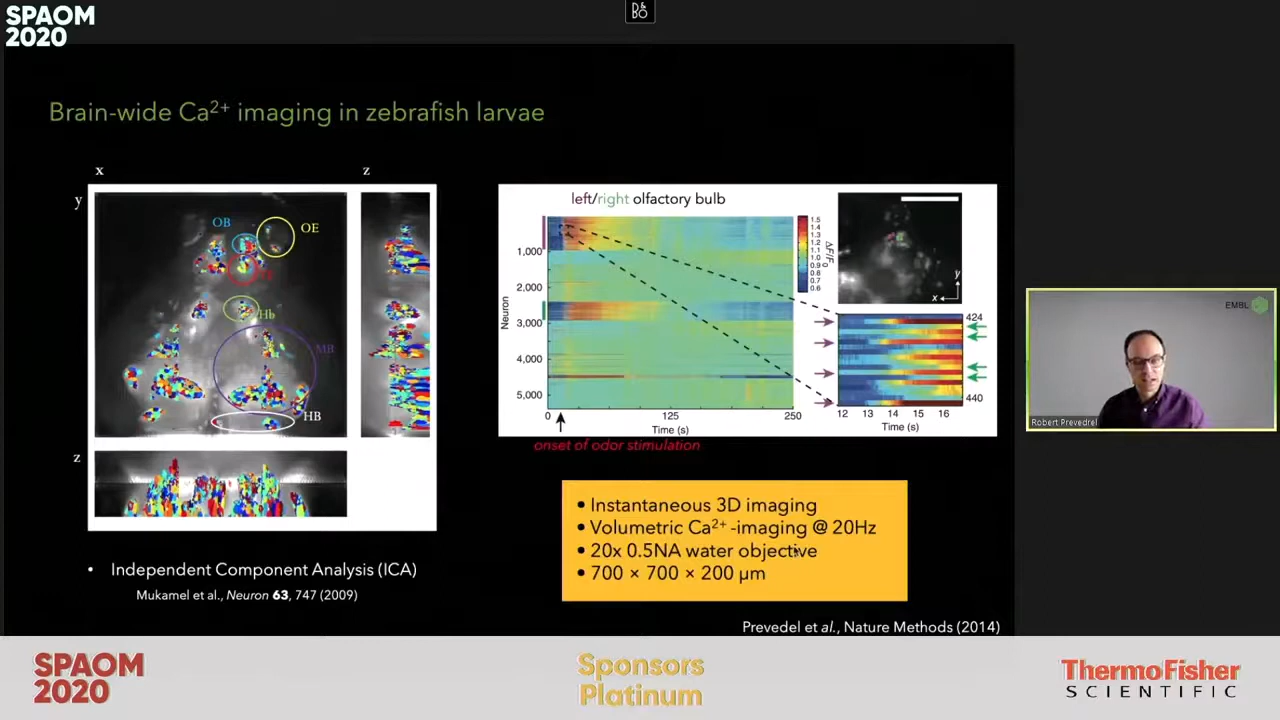 SPAOM
2020
B&O
Brain-wide Ca2+ imaging in zebrafish larvae
x
z
y
OB
OE
Hb
MB
HB
z
• Independent Component Analysis (ICA)
Mukamel et al., Neuron 63, 747 (2009)
left/right olfactory bulb
Neuron
1,000
2,000
3,000
4,000
5,000
0
125
250
Time (s)
onset of odor stimulation
1.5
1.4
1.3
1.2
1.1
1.0
0.9
0.8
0.7
0.6
ΔF/F0
y
x
424
440
12 13 14 15 16
Time (s)
• Instantaneous 3D imaging
• Volumetric Ca2+ -imaging @ 20Hz
• 20x 0.5NA water objective
• 700 × 700 × 200 µm
Prevedel et al., Nature Methods (2014)
EMBL
Robert Prevedrel
SPAOM
2020
Sponsors
Platinum
ThermoFisher
SCIENTIFIC